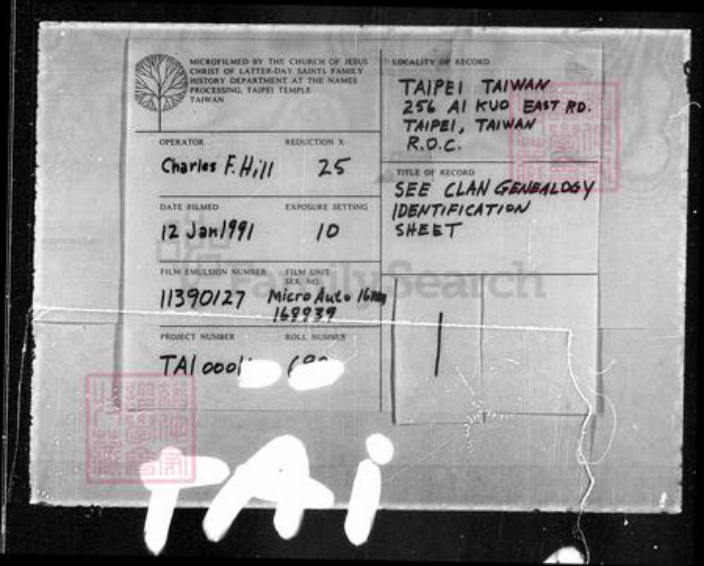 MICROFILMED BY THE CHURCH OF JESUS
CHRIST OF LATTER-DAY SAINTS FAMILY
HISTORY DEPARTMENT AT THE NAMES
PROCESSING, TAIPEI TEMPLE
TAIWAN
OPERATOR
REDUCTION X
Charles F. Hill
25
DATE FILMED
EXPOSURE SETTING
12 Jan 1991
10
FILM EMULSION NUMBER
FILM UNIT
SER. NO.
11390127
Micro Auto 16mm
168939
PROJECT NUMBER
ROLL NUMBER
TAI
LOCALITY OF RECORD
TAIPEI TAIWAN
256 AI KUO EAST RD.
TAIPEI, TAIWAN
R.O.C.
TITLE OF RECORD
SEE CLAN GENEALOGY
IDENTIFICATION
SHEET
1
FamilySearch
TAi